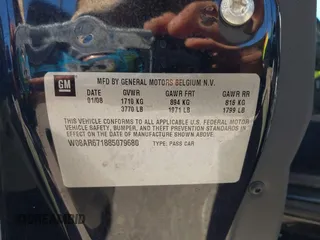 GM
MFD BY GENERAL MOTORS BELGIUM N.V.
DATE GVWR GAWR FRT GAWR RR
01/08 1710 KG 894 KG 816 KG
3770 LB 1971 LB 1799 LB
THIS VEHICLE CONFORMS TO ALL APPLICABLE U.S. FEDERAL MOTOR
VEHICLE SAFETY, BUMPER, AND THEFT PREVENTION STANDARDS IN
EFFECT ON THE DATE OF MANUFACTURE SHOWN ABOVE.
W08AR671885079680 TYPE: PASS CAR